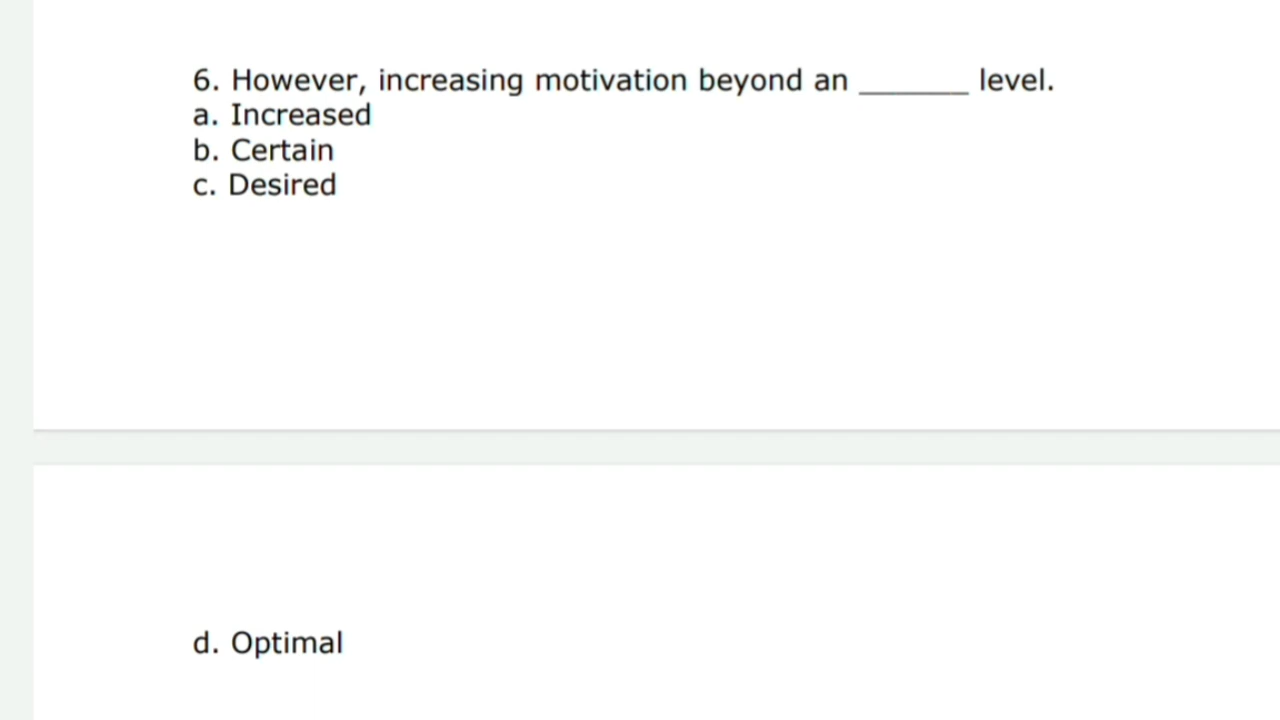 6. However, increasing motivation beyond an _______ level.
a. Increased
b. Certain
c. Desired
d. Optimal